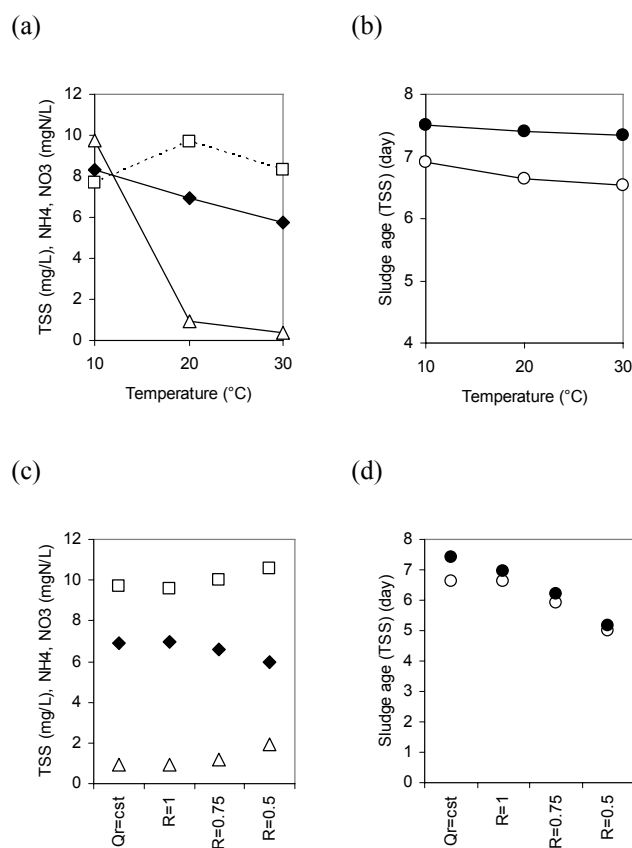 (a)
TSS (mg/L), NH4, NO3 (mgN/L)
12
10
8
6
4
2
0
10 20 30
Temperature (°C)
(b)
Sludge age (TSS) (day)
8
7
6
5
4
10 20 30
Temperature (°C)
(c)
TSS (mg/L), NH4, NO3 (mgN/L)
12
10
8
6
4
2
0
Qr=cst
R=1
R=0.75
R=0.5
(d)
Sludge age (TSS) (day)
8
7
6
5
4
3
2
1
0
Qr=cst
R=1
R=0.75
R=0.5